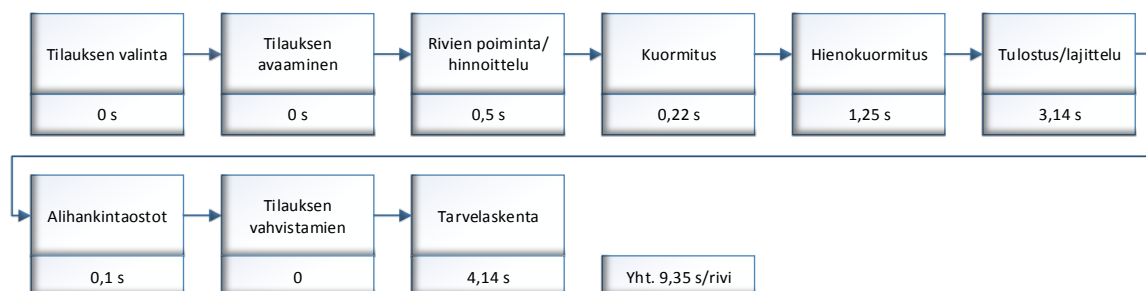 Tilauksen valinta
0 s
Tilauksen
avaaminen
0 s
Rivien poiminta/
hinnoittelu
0,5 s
Kuormitus
0,22 s
Hienokuormitus
1,25 s
Tulostus/lajittelu
3,14 s
Alihankintaostot
0,1 s
Tilauksen
vahvistamien
0
Tarvelaskenta
4,14 s
Yht. 9,35 s/rivi